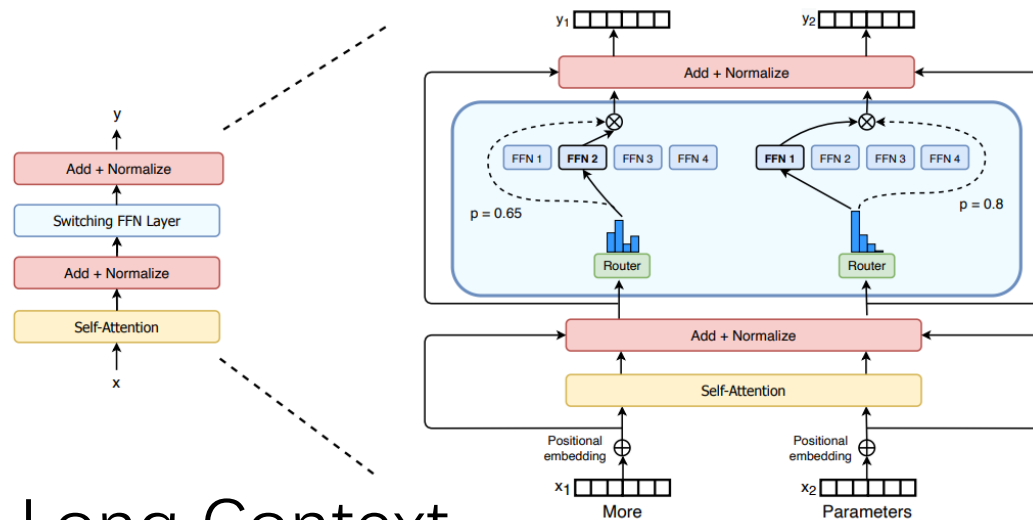 y
Add + Normalize
Switching FFN Layer
Add + Normalize
Self-Attention
x
y1 y2
Add + Normalize
FFN 1 FFN 2 FFN 3 FFN 4 FFN 1 FFN 2 FFN 3 FFN 4
p = 0.65 p = 0.8
Router Router
Add + Normalize
Self-Attention
Positional embedding Positional embedding
x1 x2
More Parameters
Long Context